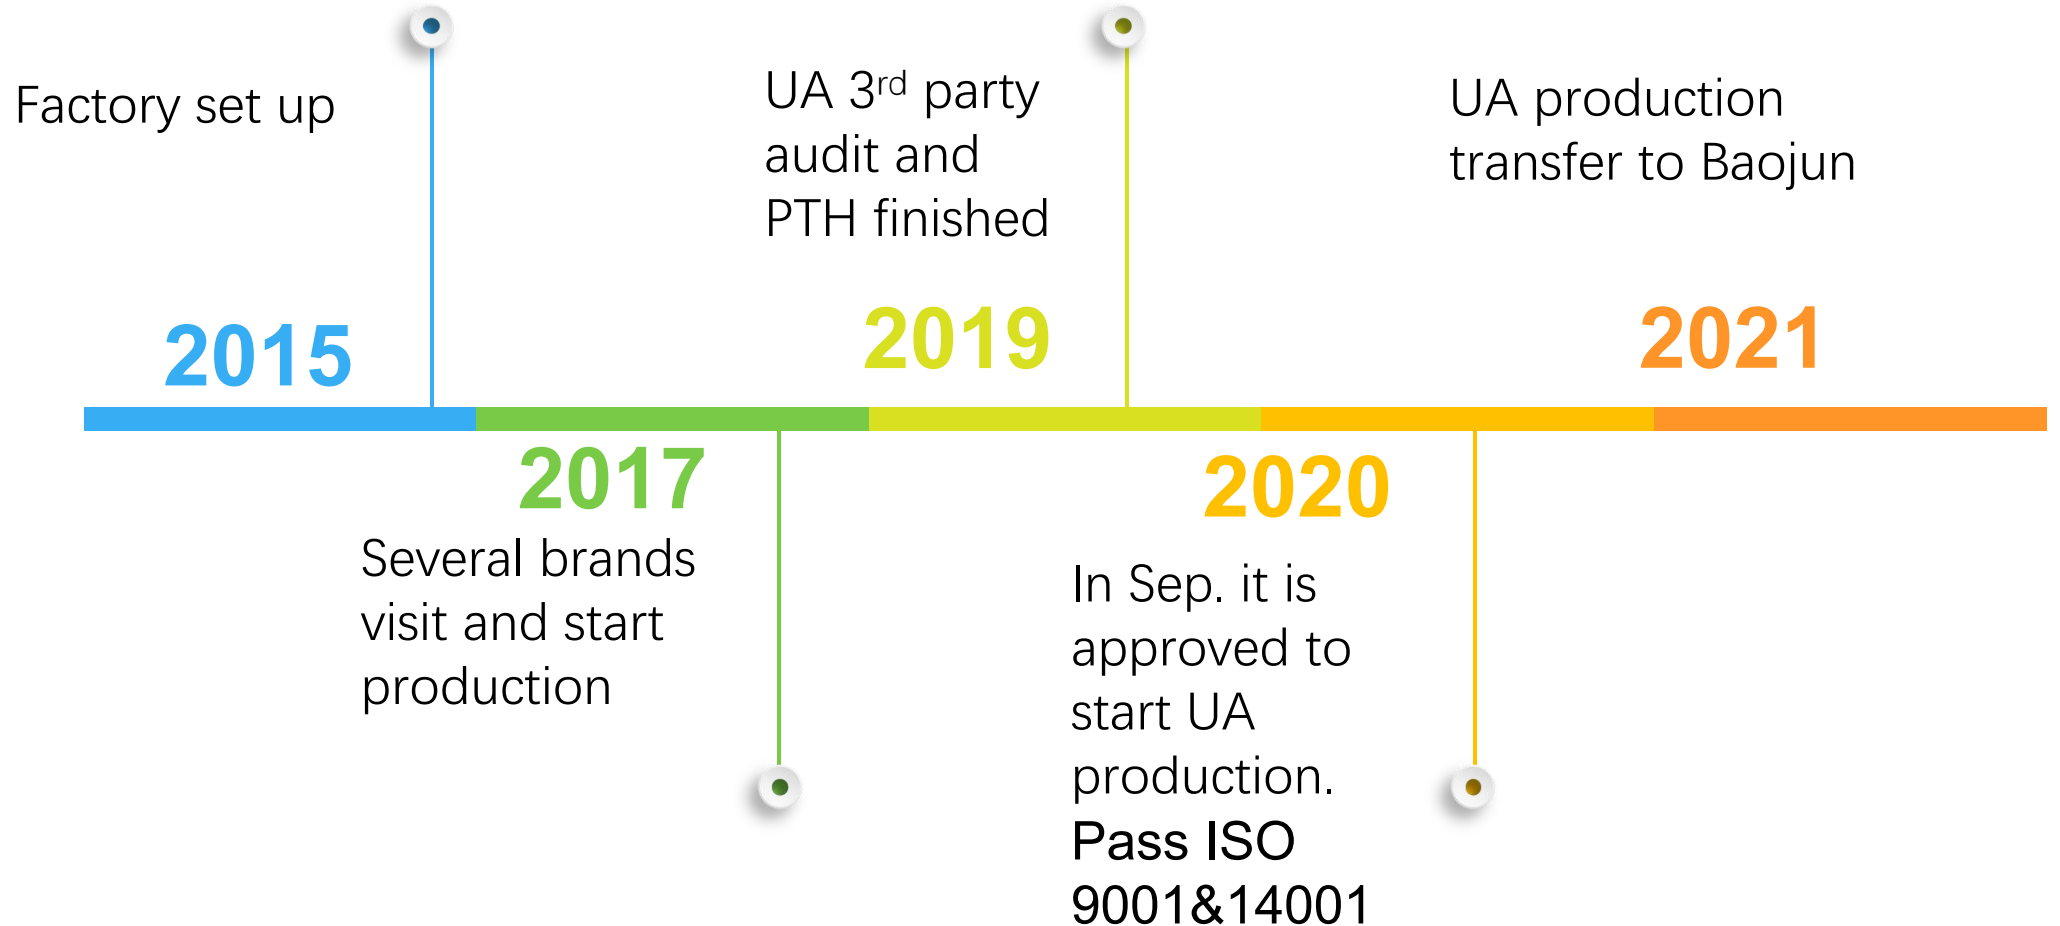 Factory set up
2015
2017
Several brands
visit and start
production
UA 3rd party
audit and
PTH finished
2019
2020
In Sep. it is
approved to
start UA
production.
Pass ISO
9001&14001
UA production
transfer to Baojun
2021